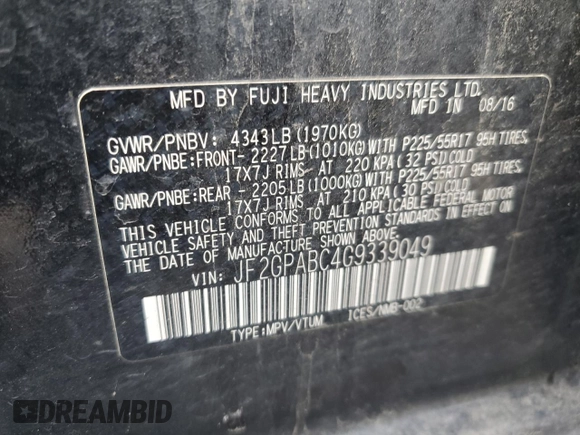 MFD BY FUJI HEAVY INDUSTRIES LTD.
MFD IN 08/16
GVWR/PNBV: 4343LB(1970KG)
GAWR/PNBE:FRONT- 2227LB(1010KG)WITH P225/55R17 95H TIRES,
17X7J RIMS AT 220 KPA(32 PSI)COLD
GAWR/PNBE:REAR - 2205LB(1000KG)WITH P225/55R17 95H TIRES,
17X7J RIMS AT 210 KPA(30 PSI)COLD
THIS VEHICLE CONFORMS TO ALL APPLICABLE FEDERAL MOTOR
VEHICLE SAFETY AND THEFT PREVENTION STANDARDS IN EFFECT ON
THE DATE OF MANUFACTURE SHOWN ABOVE.
VIN: JF2GPABC4G9339049
TYPE:MPV/VTUM ICES/NMB-002
DREAMBID